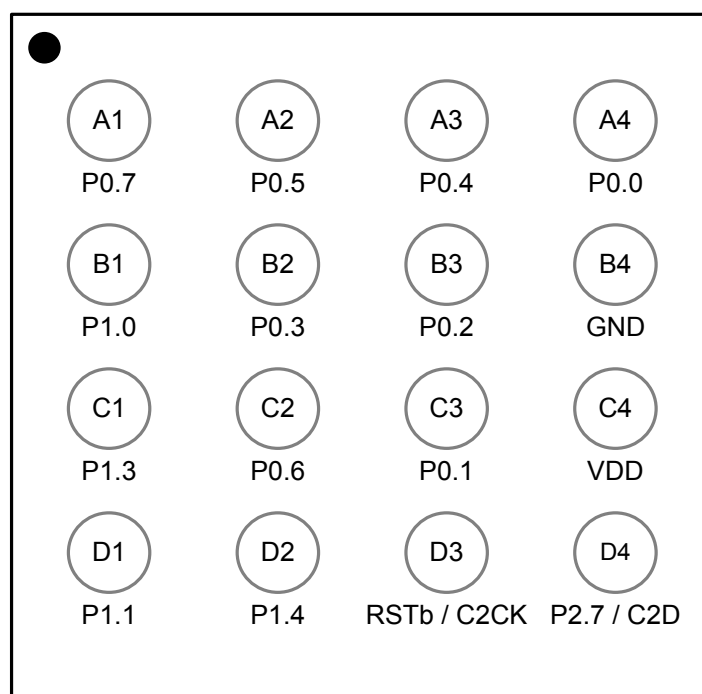 A1 A2 A3 A4
P0.7 P0.5 P0.4 P0.0
B1 B2 B3 B4
P1.0 P0.3 P0.2 GND
C1 C2 C3 C4
P1.3 P0.6 P0.1 VDD
D1 D2 D3 D4
P1.1 P1.4 RSTb / C2CK P2.7 / C2D